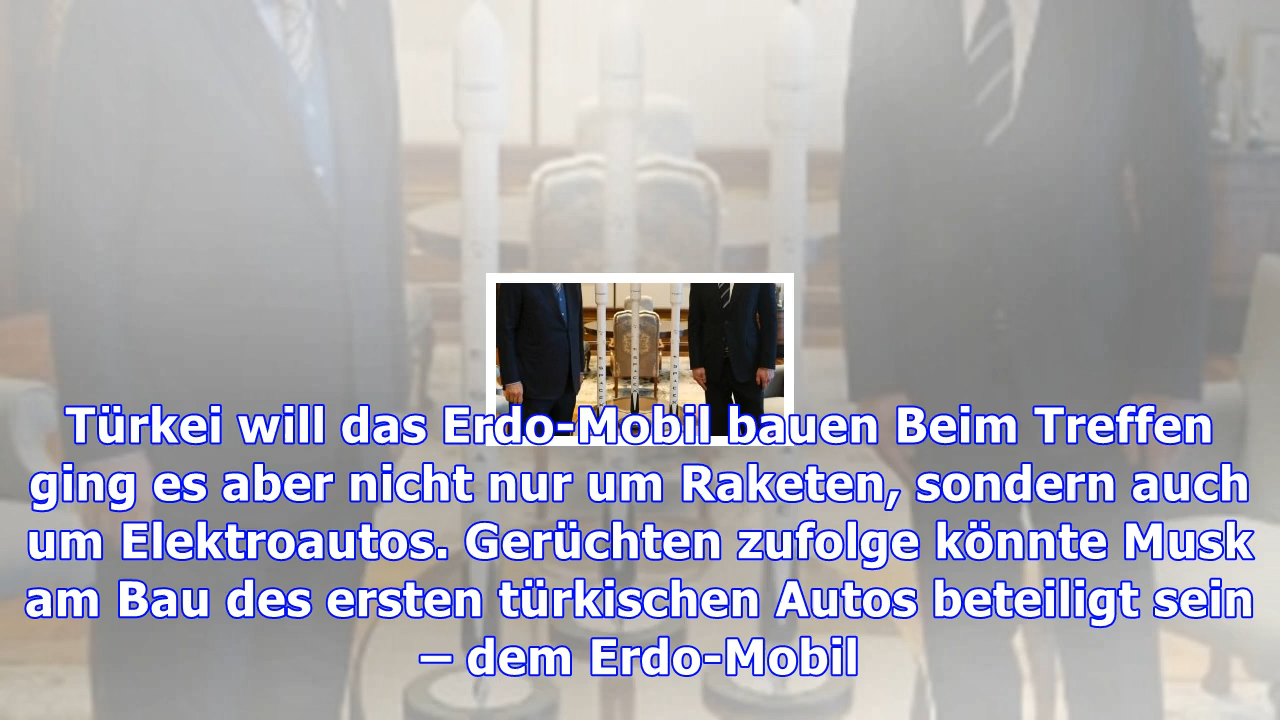 Türkei will das Erdo-Mobil bauen Beim Treffen
ging es aber nicht nur um Raketen, sondern auch
um Elektroautos. Gerüchten zufolge könnte Musk
am Bau des ersten türkischen Autos beteiligt sein
– dem Erdo-Mobil